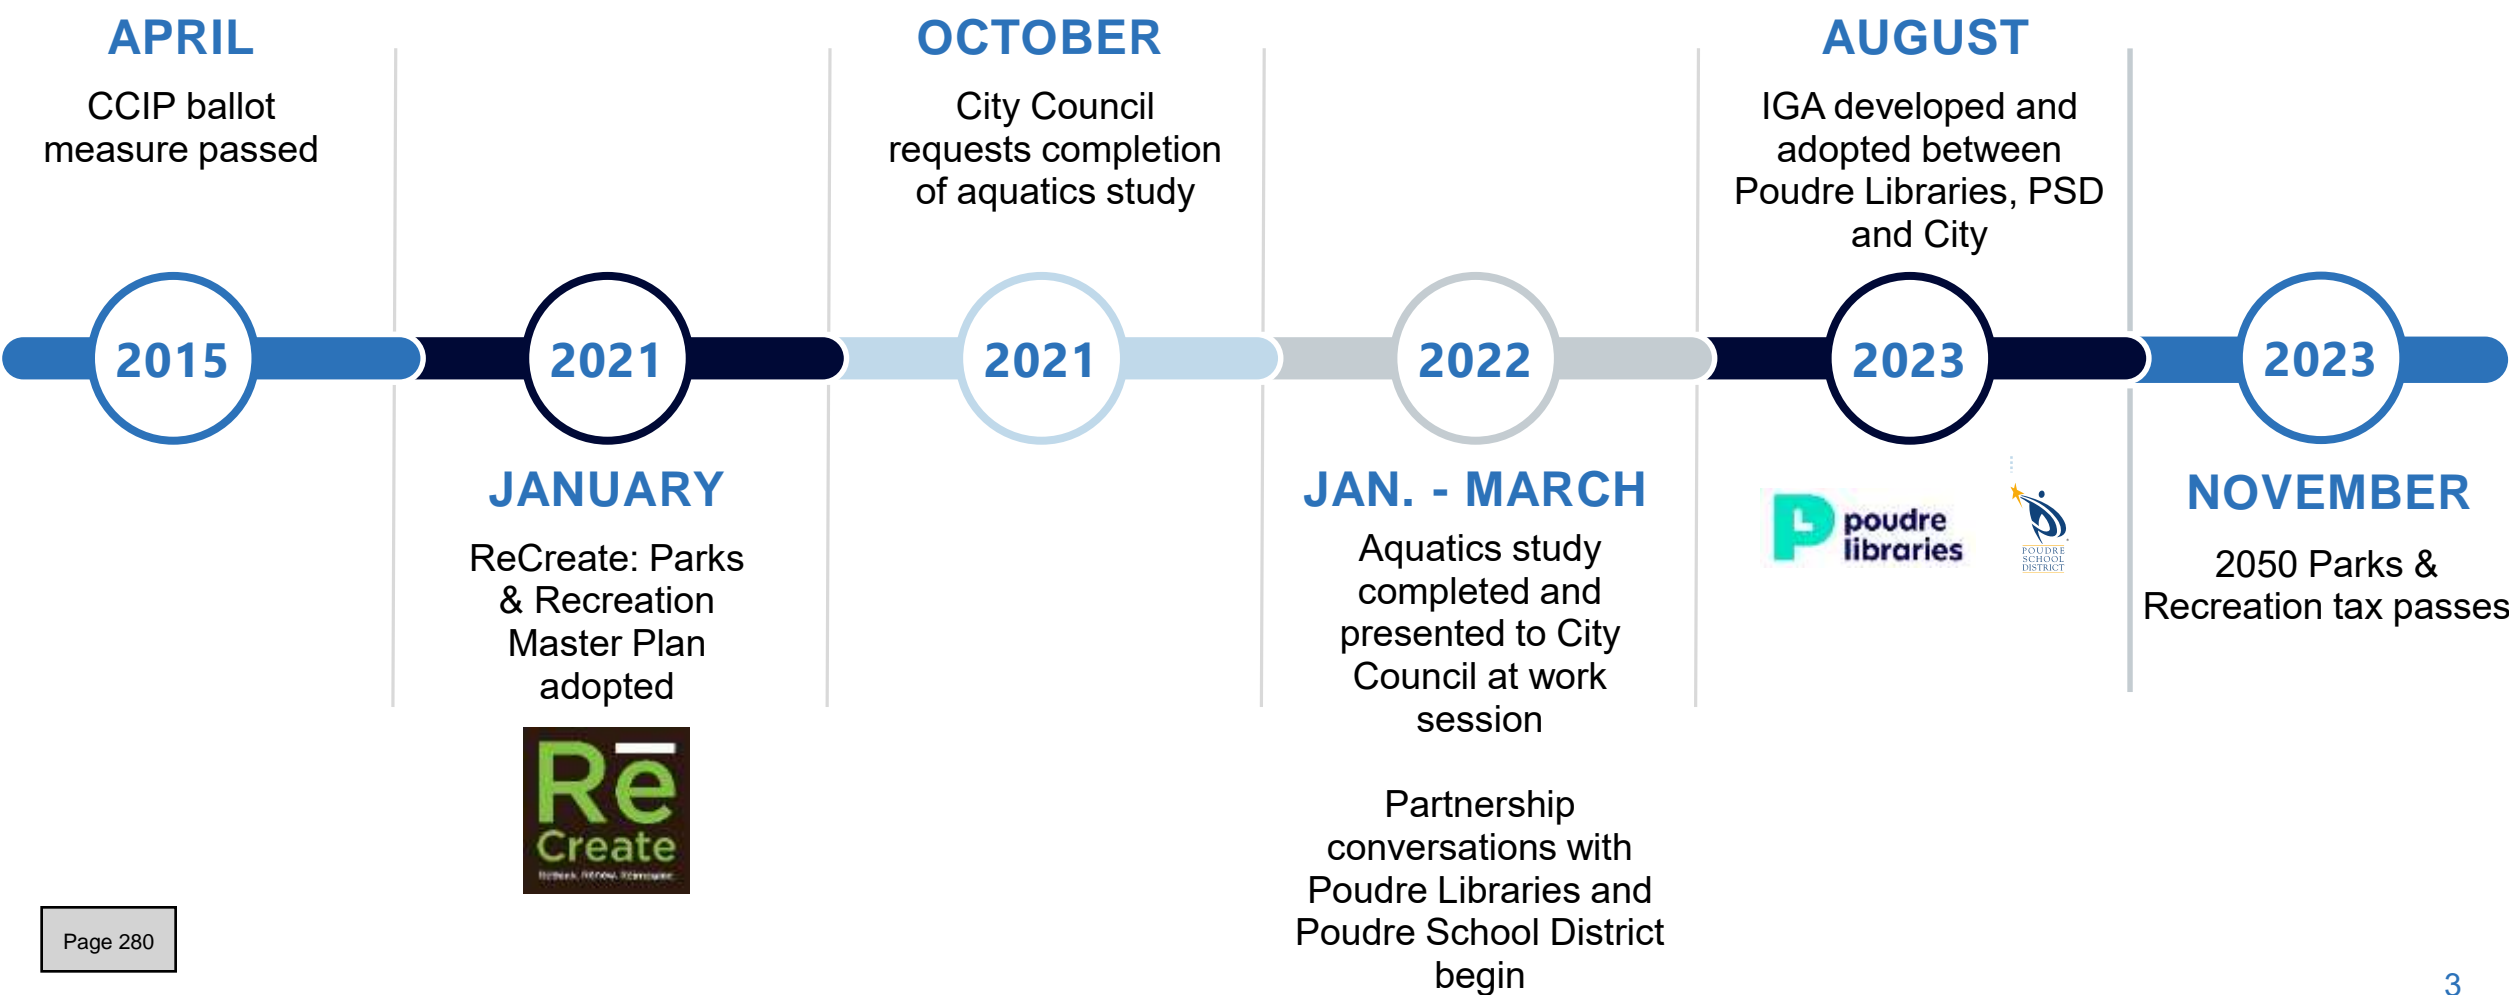 APRIL
CCIP ballot
measure passed
2015
2021
JANUARY
ReCreate: Parks
& Recreation
Master Plan
adopted
Re
Create
Rethink. Renew. Reimagine.
OCTOBER
City Council
requests completion
of aquatics study
2021
2022
JAN. - MARCH
Aquatics study
completed and
presented to City
Council at work
session
Partnership
conversations with
Poudre Libraries and
Poudre School District
begin
AUGUST
IGA developed and
adopted between
Poudre Libraries, PSD
and City
2023
poudre
libraries
POUDRE
SCHOOL
DISTRICT
2023
NOVEMBER
2050 Parks &
Recreation tax passes
Page 280
3